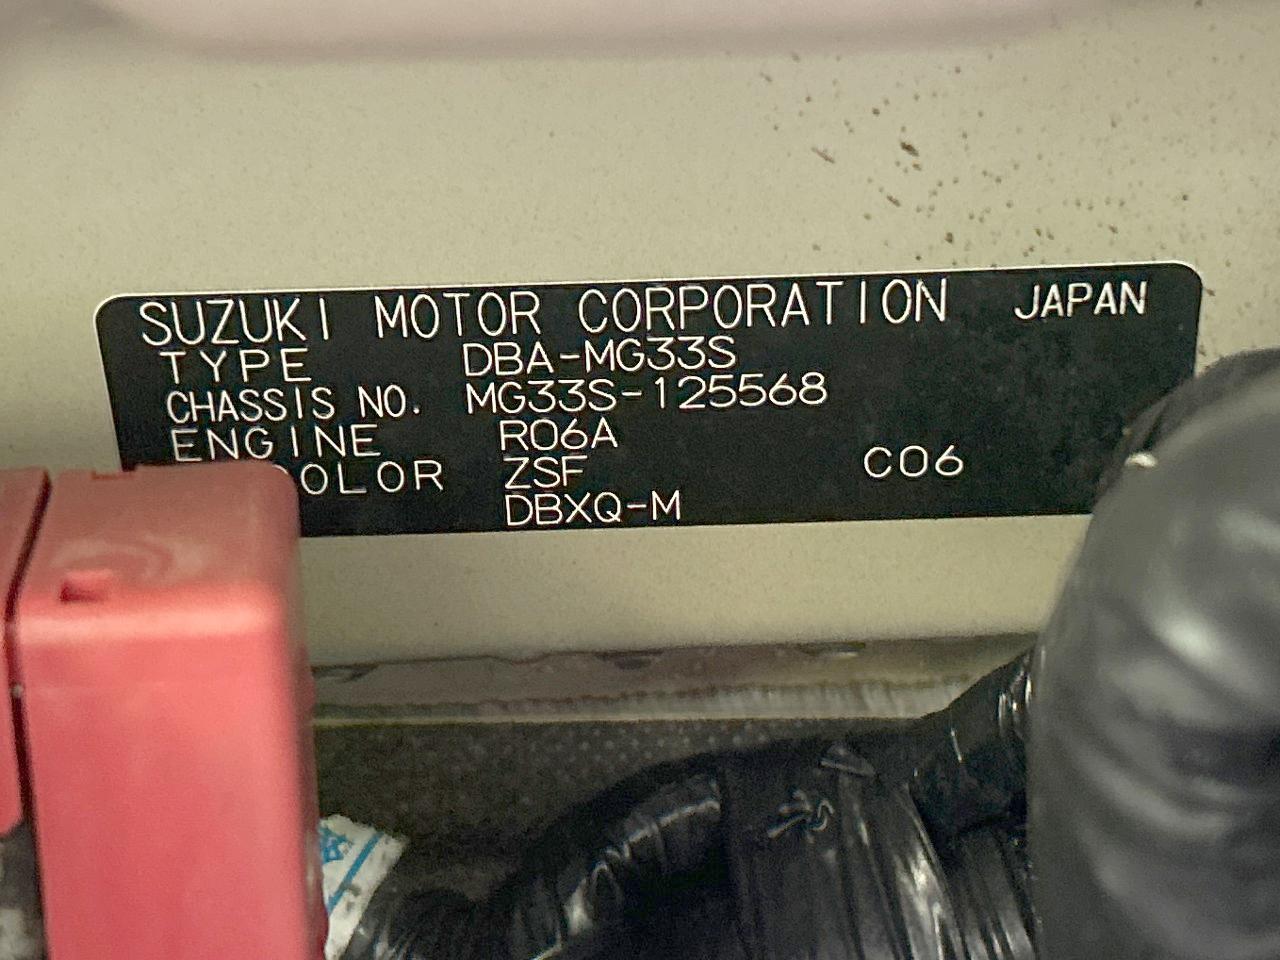 SUZUKI MOTOR CORPORATION JAPAN
TYPE DBA-MG33S
CHASSIS NO. MG33S-125568
ENGINE R06A
OLOR ZSF C06
DBXQ-M